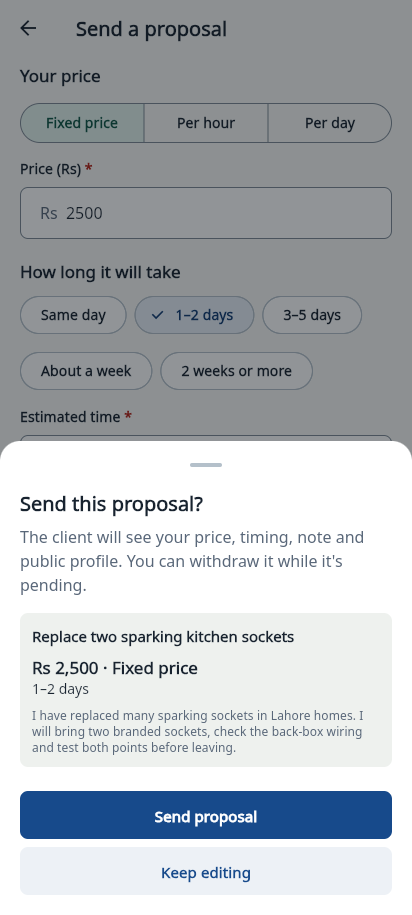 Send a proposal
Your price
Fixed price
Per hour
Per day
Price (Rs) *
Rs 2500
How long it will take
Same day
1–2 days
3–5 days
About a week
2 weeks or more
Estimated time *
Send this proposal?
The client will see your price, timing, note and
public profile. You can withdraw it while it's
pending.
Replace two sparking kitchen sockets
Rs 2,500 · Fixed price
1–2 days
I have replaced many sparking sockets in Lahore homes. I
will bring two branded sockets, check the back-box wiring
and test both points before leaving.
Send proposal
Keep editing